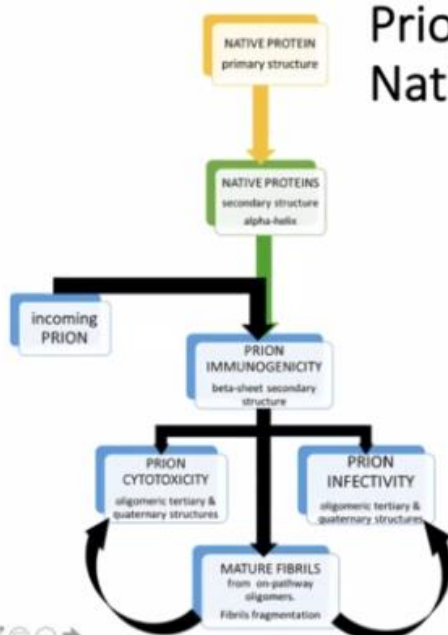 Prio
Nat
NATIVE PROTEIN
primary structure
NATIVE PROTEINS
secondary structure
alpha-helix
incoming
PRION
PRION
IMMUNOGENICITY
beta-sheet secondary
structure
PRION
CYTOTOXICITY
oligomeric tertiary &
quaternary structures
PRION
INFECTIVITY
oligomeric tertiary &
quaternary structures
MATURE FIBRILS
from on-pathway
oligomers.
Fibrils fragmentation